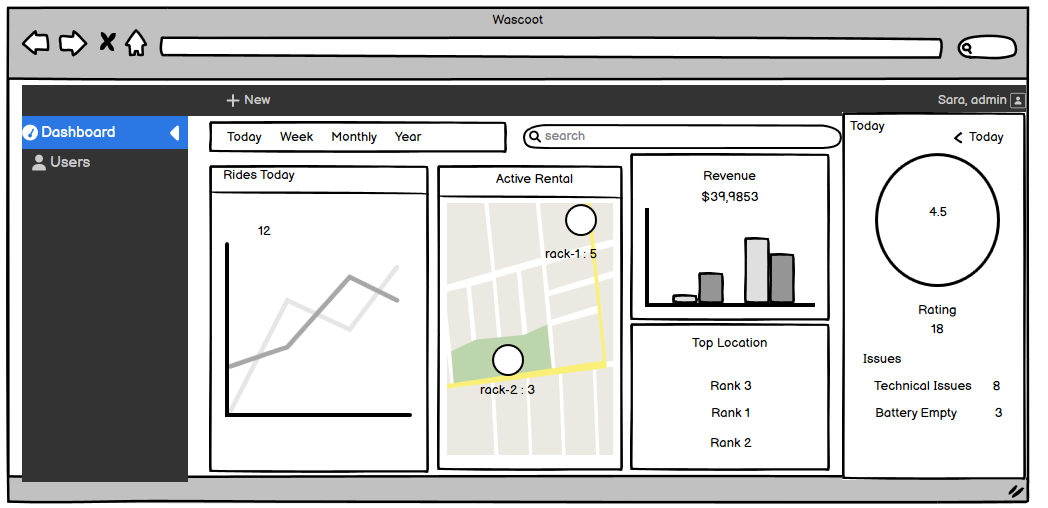 Wascoot
New
Sara, admin
Dashboard
Users
Today Week Monthly Year
search
Rides Today
12
Active Rental
rack-1 : 5
rack-2 : 3
Revenue
$39,9853
Top Location
Rank 3
Rank 1
Rank 2
Today
Today
4.5
Rating
18
Issues
Technical Issues 8
Battery Empty 3